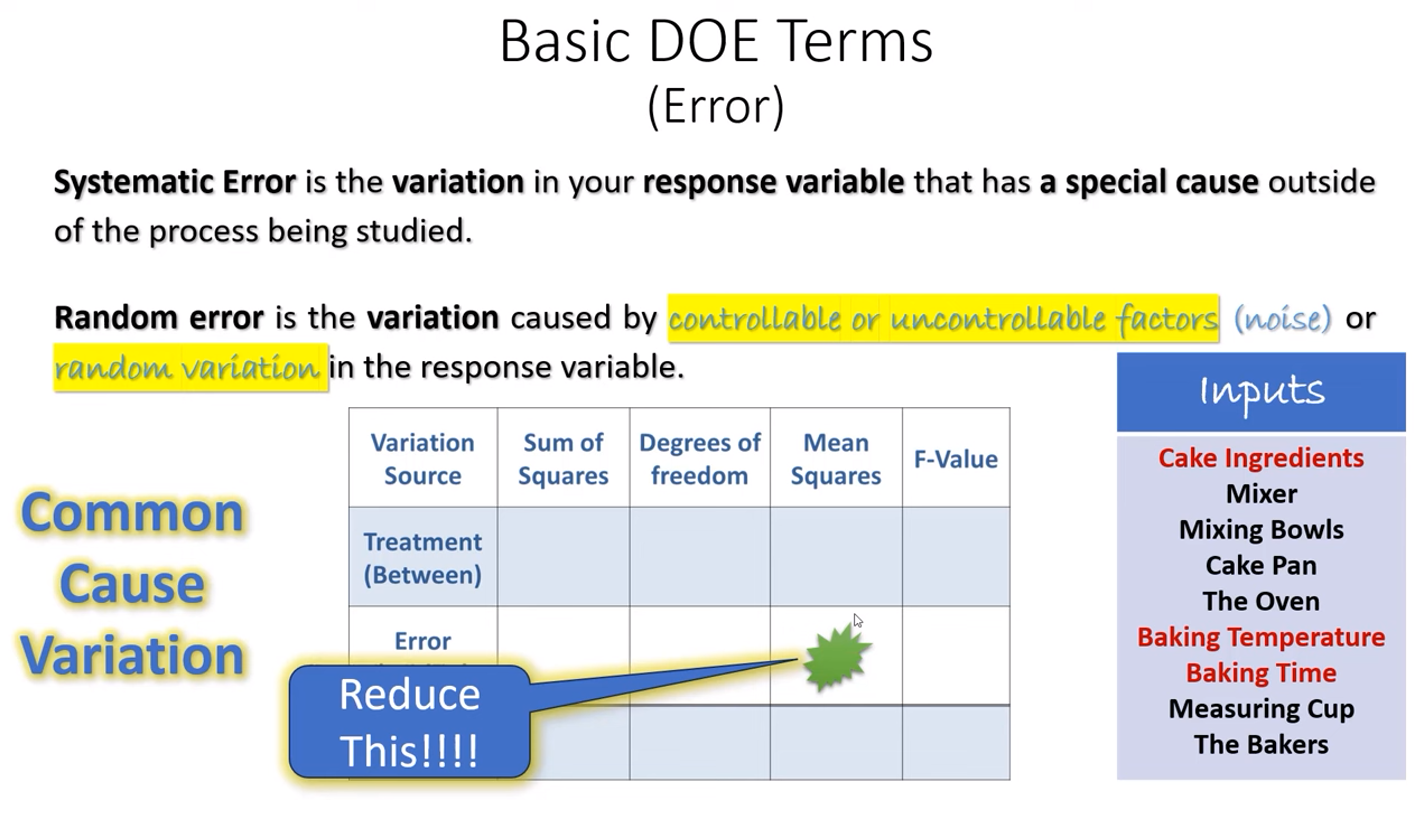 Basic DOE Terms
(Error)
Systematic Error is the variation in your response variable that has a special cause outside
of the process being studied.
Random error is the variation caused by controllable or uncontrollable factors (noise) or
random variation in the response variable.
Common
Cause
Variation
Variation
Source
Sum of
Squares
Degrees of
freedom
Mean
Squares
F-Value
Treatment
(Between)
Error
Reduce
This!!!!
Inputs
Cake Ingredients
Mixer
Mixing Bowls
Cake Pan
The Oven
Baking Temperature
Baking Time
Measuring Cup
The Bakers